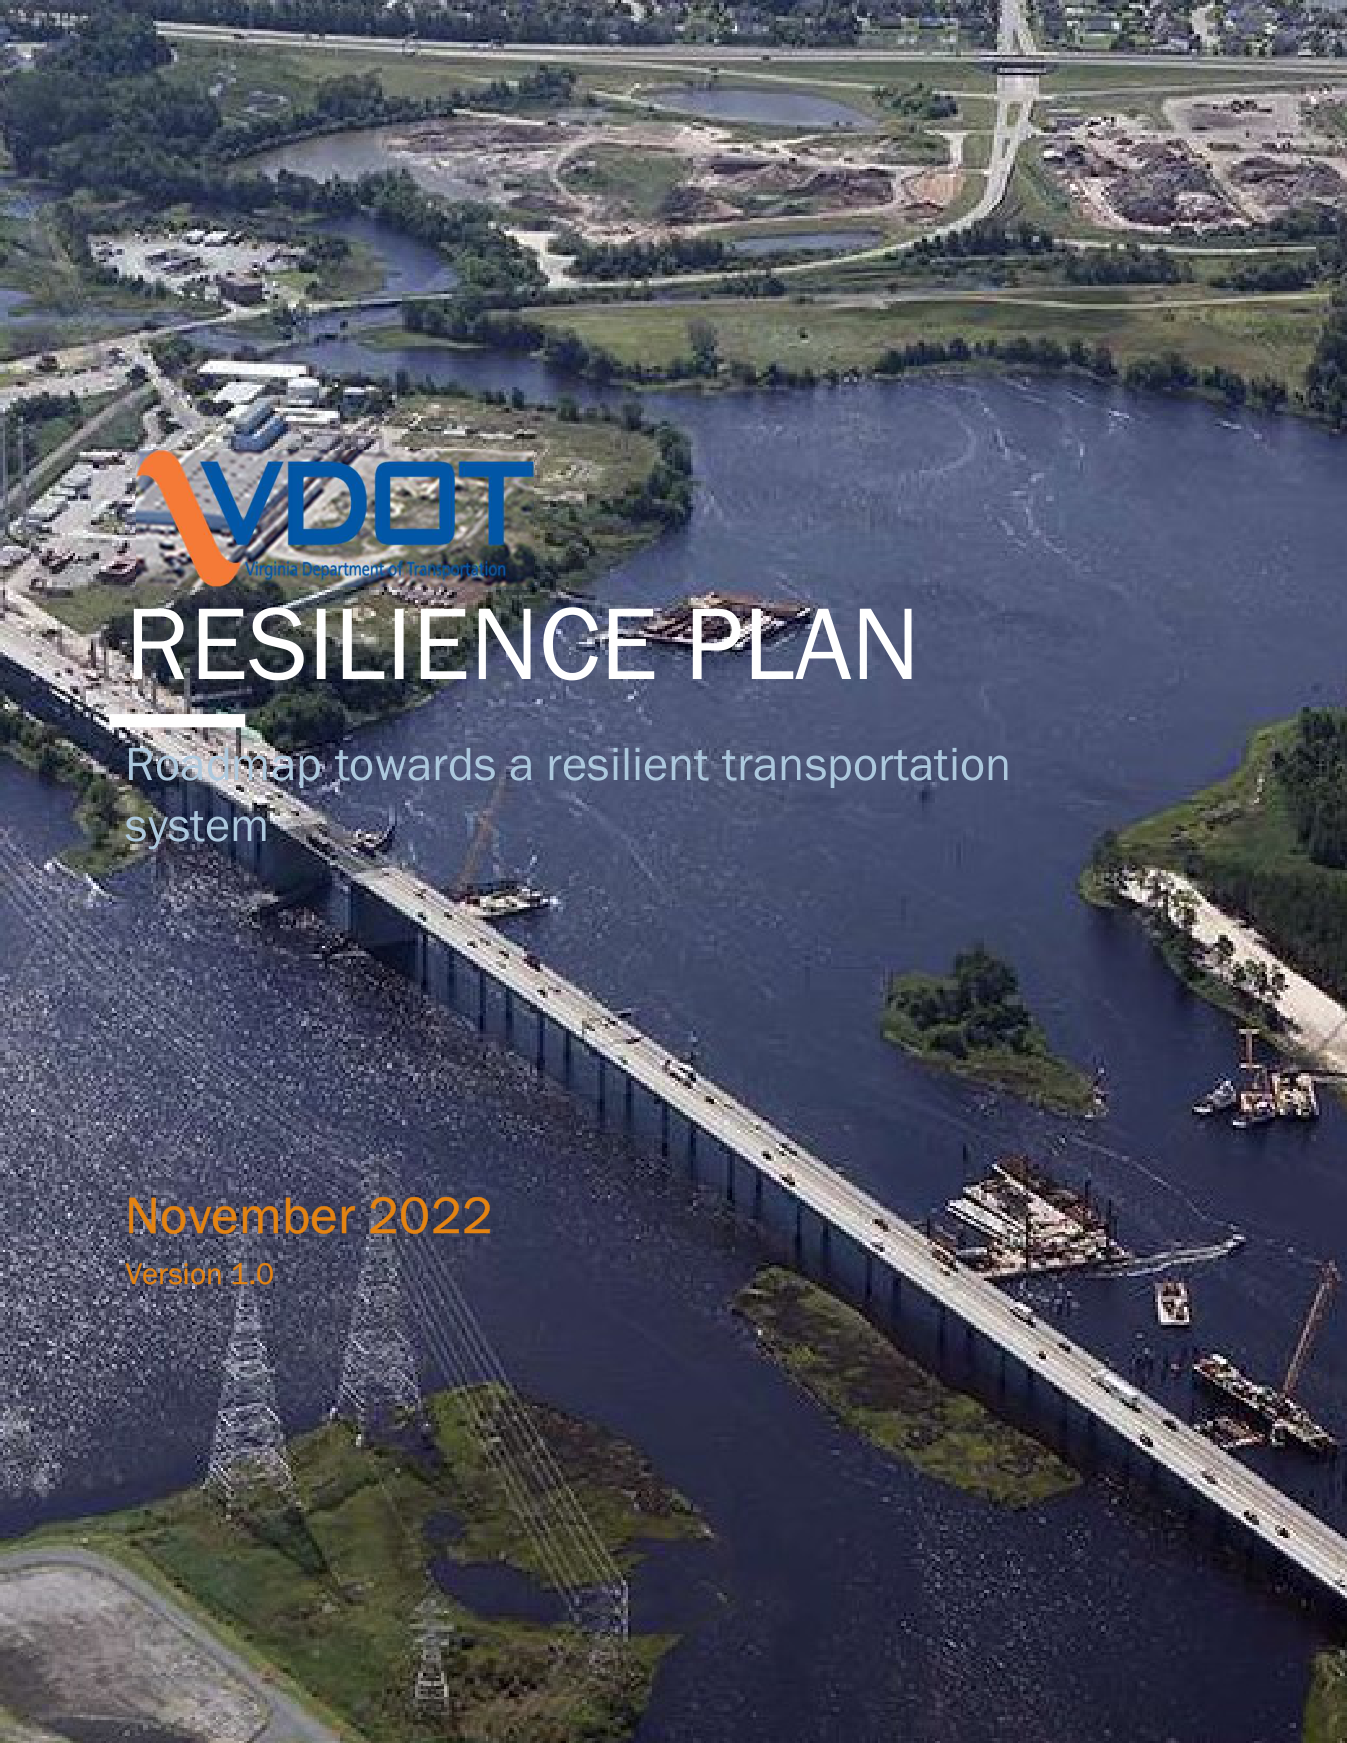 VDOT
Virginia Department of Transportation
RESILIENCE PLAN
Roadmap towards a resilient transportation
system
November 2022
Version 1.0